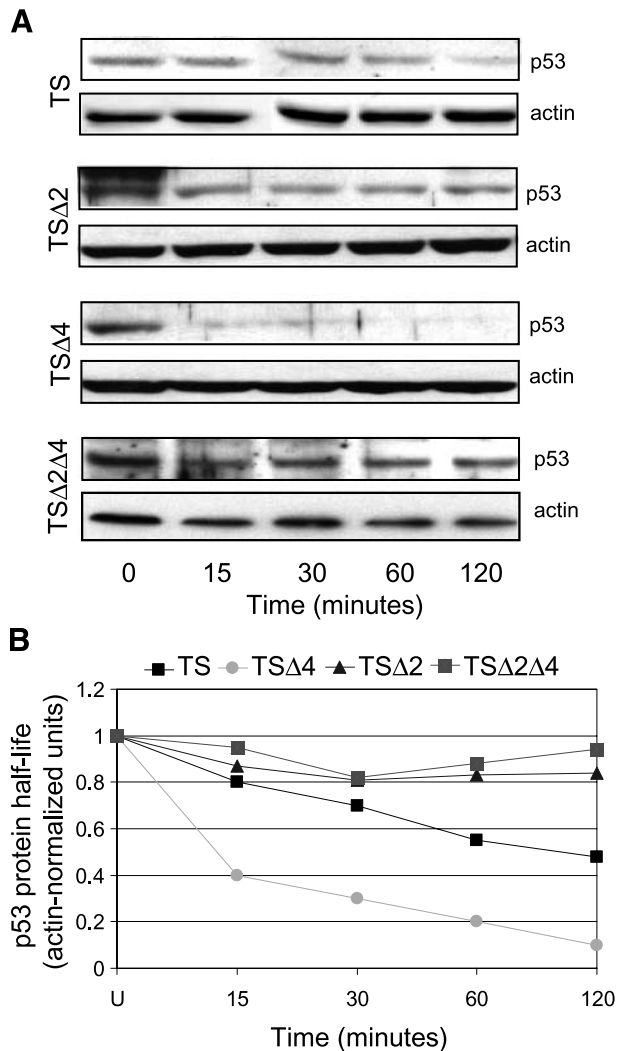 A
TS
p53
actin
TSΔ2
p53
actin
TSΔ4
p53
actin
TSΔ2Δ4
p53
actin
0 15 30 60 120
Time (minutes)
B
TS TSΔ4 TSΔ2 TSΔ2Δ4
p53 protein half-life
(actin-normalized units)
1.2
1
0.8
0.6
0.4
0.2
0
U 15 30 60 120
Time (minutes)